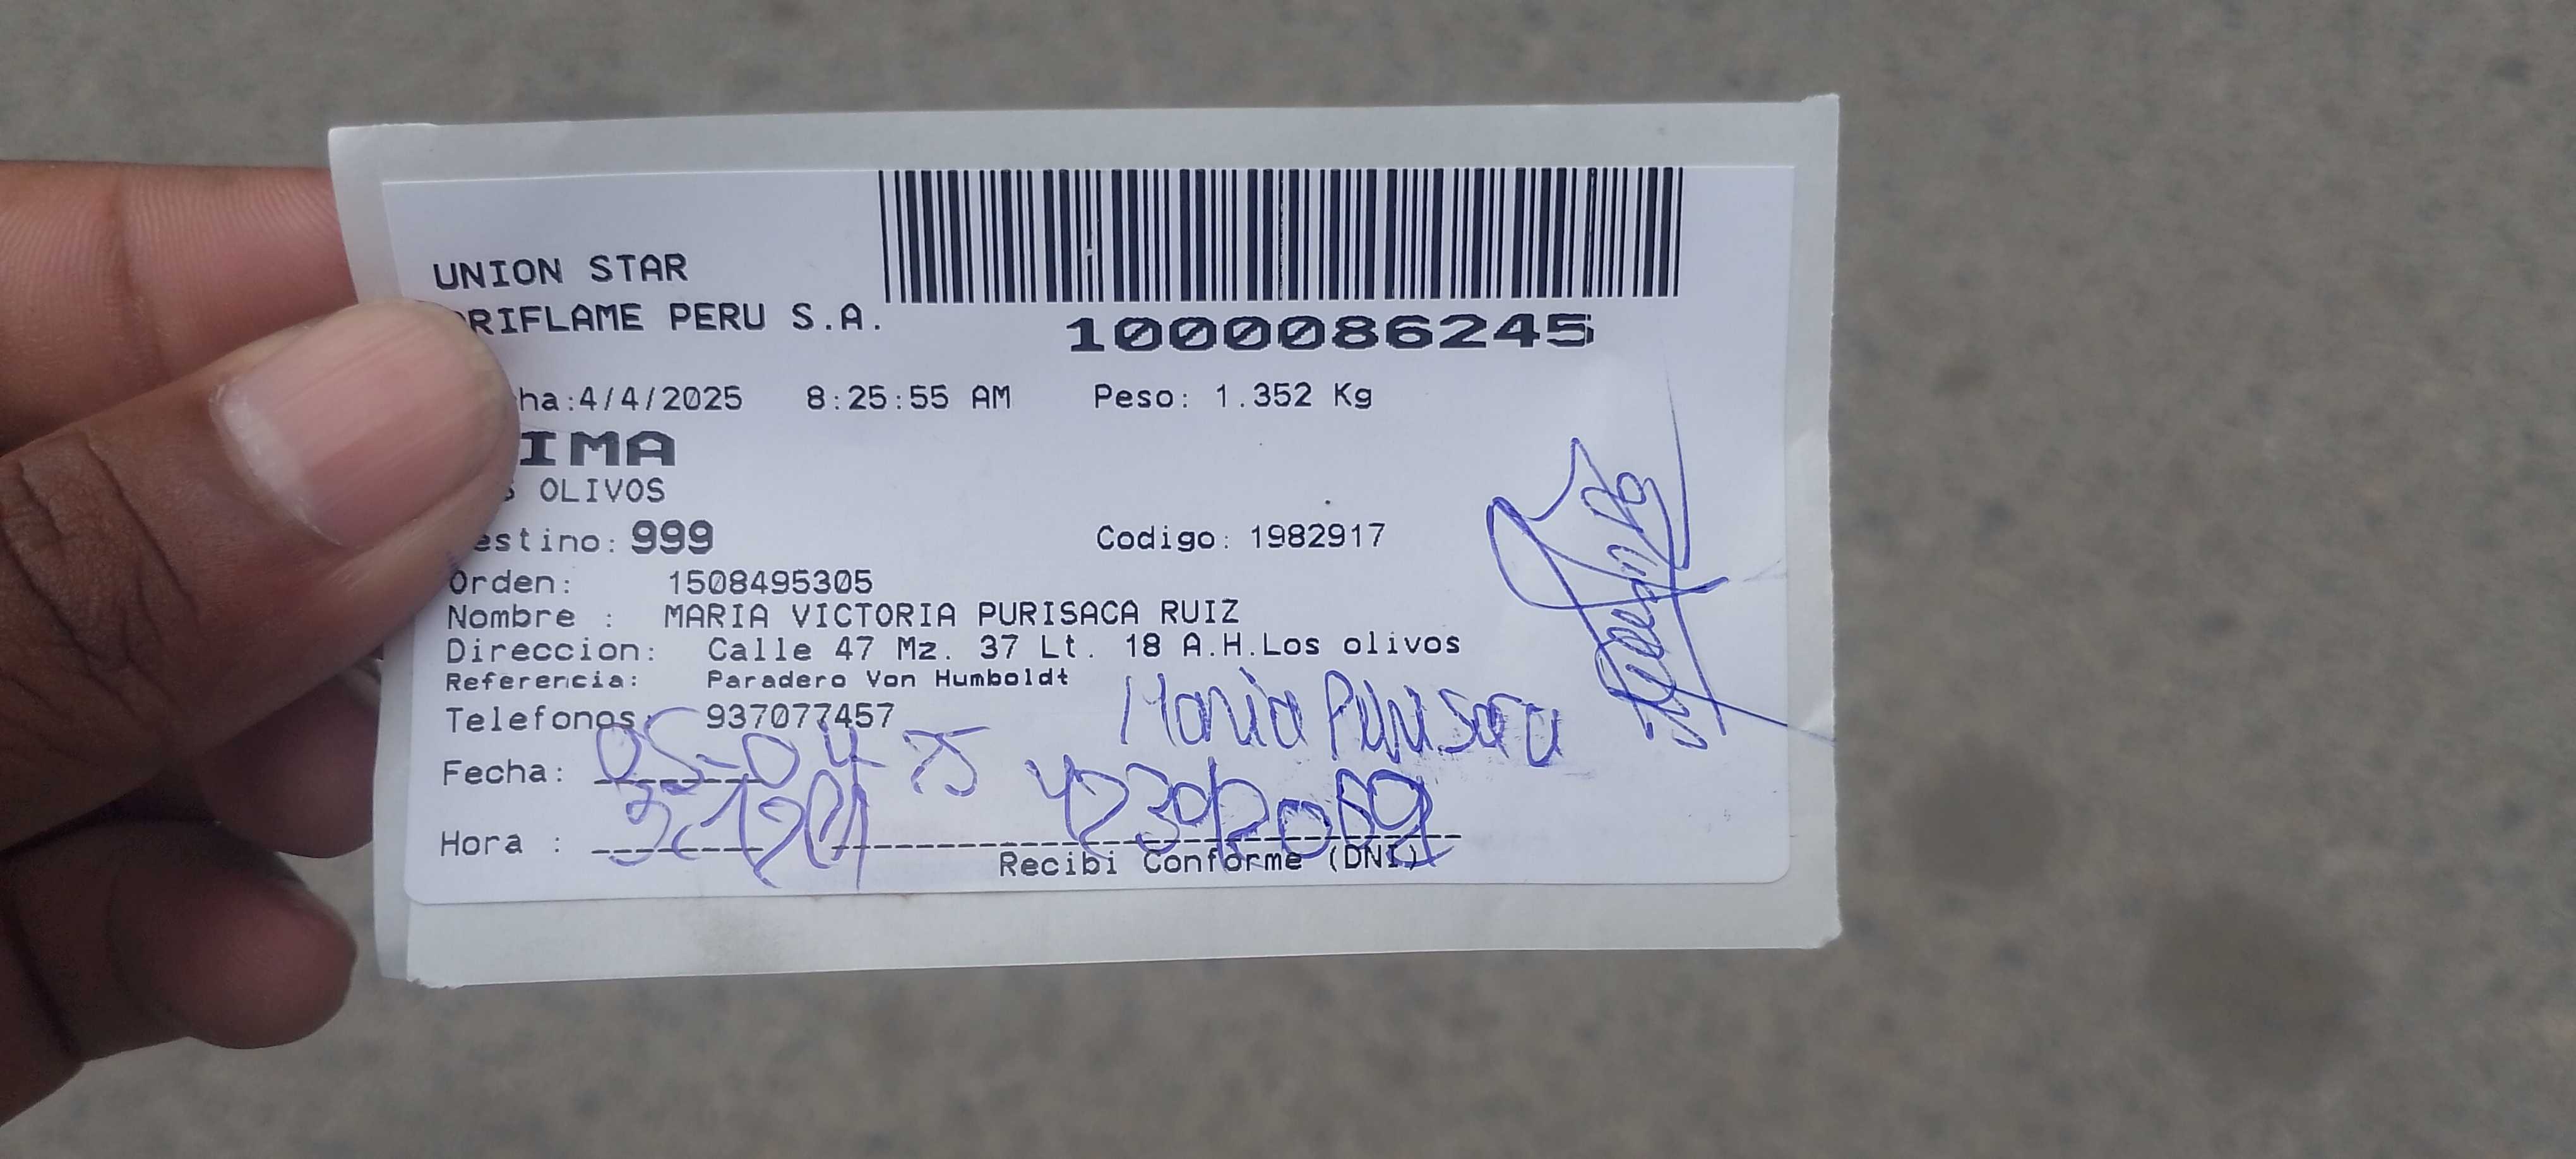 UNION STAR
ORIFLAME PERU S.A.
1000086245
ha:4/4/2025 8:25:55 AM Peso: 1.352 Kg
IMA
S OLIVOS
estino: 999 Codigo: 1982917
Orden: 1508495305
Nombre : MARIA VICTORIA PURISACA RUIZ
Direccion: Calle 47 Mz. 37 Lt. 18 A.H.Los olivos
Referencia: Paradero Von Humboldt
Telefonos: 937077457
Maria Purisaca
Fecha: 05-04-25
Hora :
Recibi Conforme (DNI)